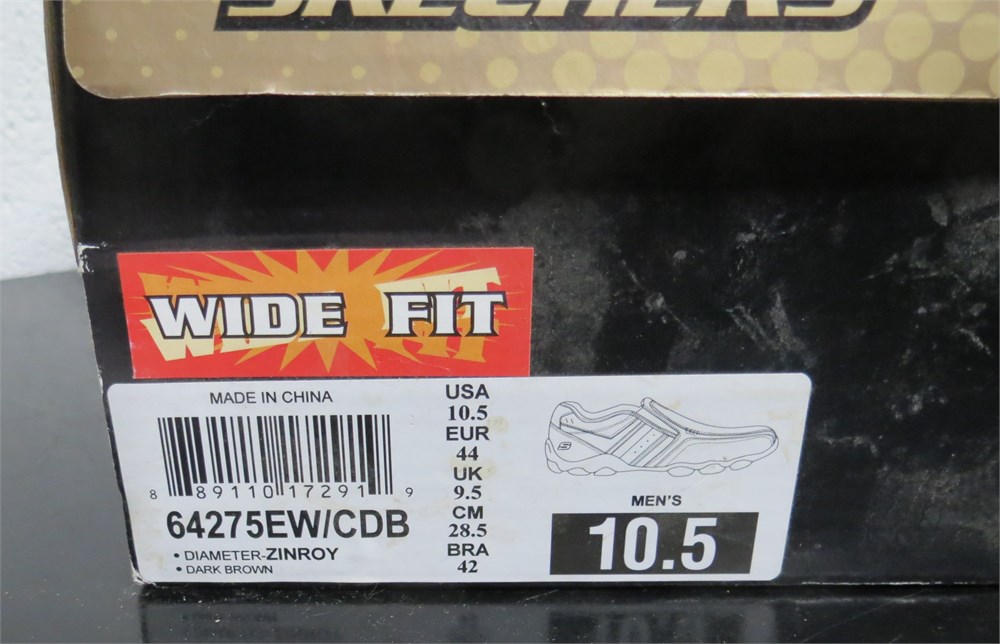 SKECHERS
WIDE FIT
MADE IN CHINA
8 89110 17291 9
64275EW/CDB
• DIAMETER-ZINROY
• DARK BROWN
USA
10.5
EUR
44
UK
9.5
CM
28.5
BRA
42
MEN'S
10.5